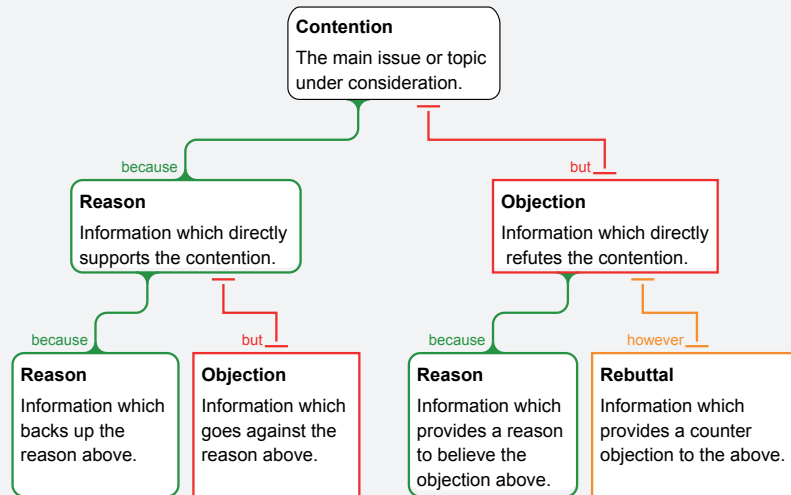 Contention
The main issue or topic
under consideration.
because
but
Reason
Information which directly
supports the contention.
Objection
Information which directly
refutes the contention.
because
but
because
however
Reason
Information which
backs up the
reason above.
Objection
Information which
goes against the
reason above.
Reason
Information which
provides a reason
to believe the
objection above.
Rebuttal
Information which
provides a counter
objection to the above.